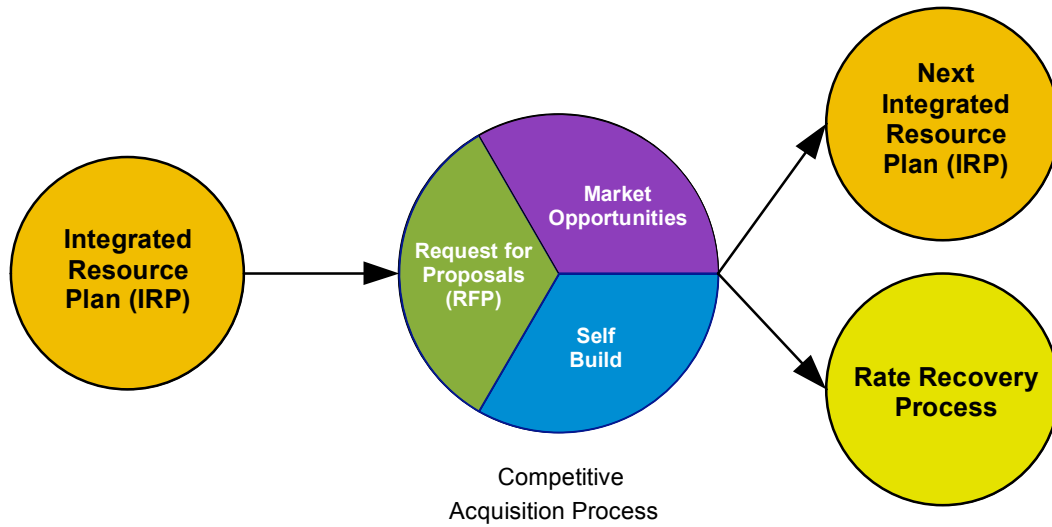 Integrated
Resource
Plan (IRP)
Request for
Proposals
(RFP)
Market
Opportunities
Self
Build
Competitive
Acquisition Process
Next
Integrated
Resource
Plan (IRP)
Rate Recovery
Process